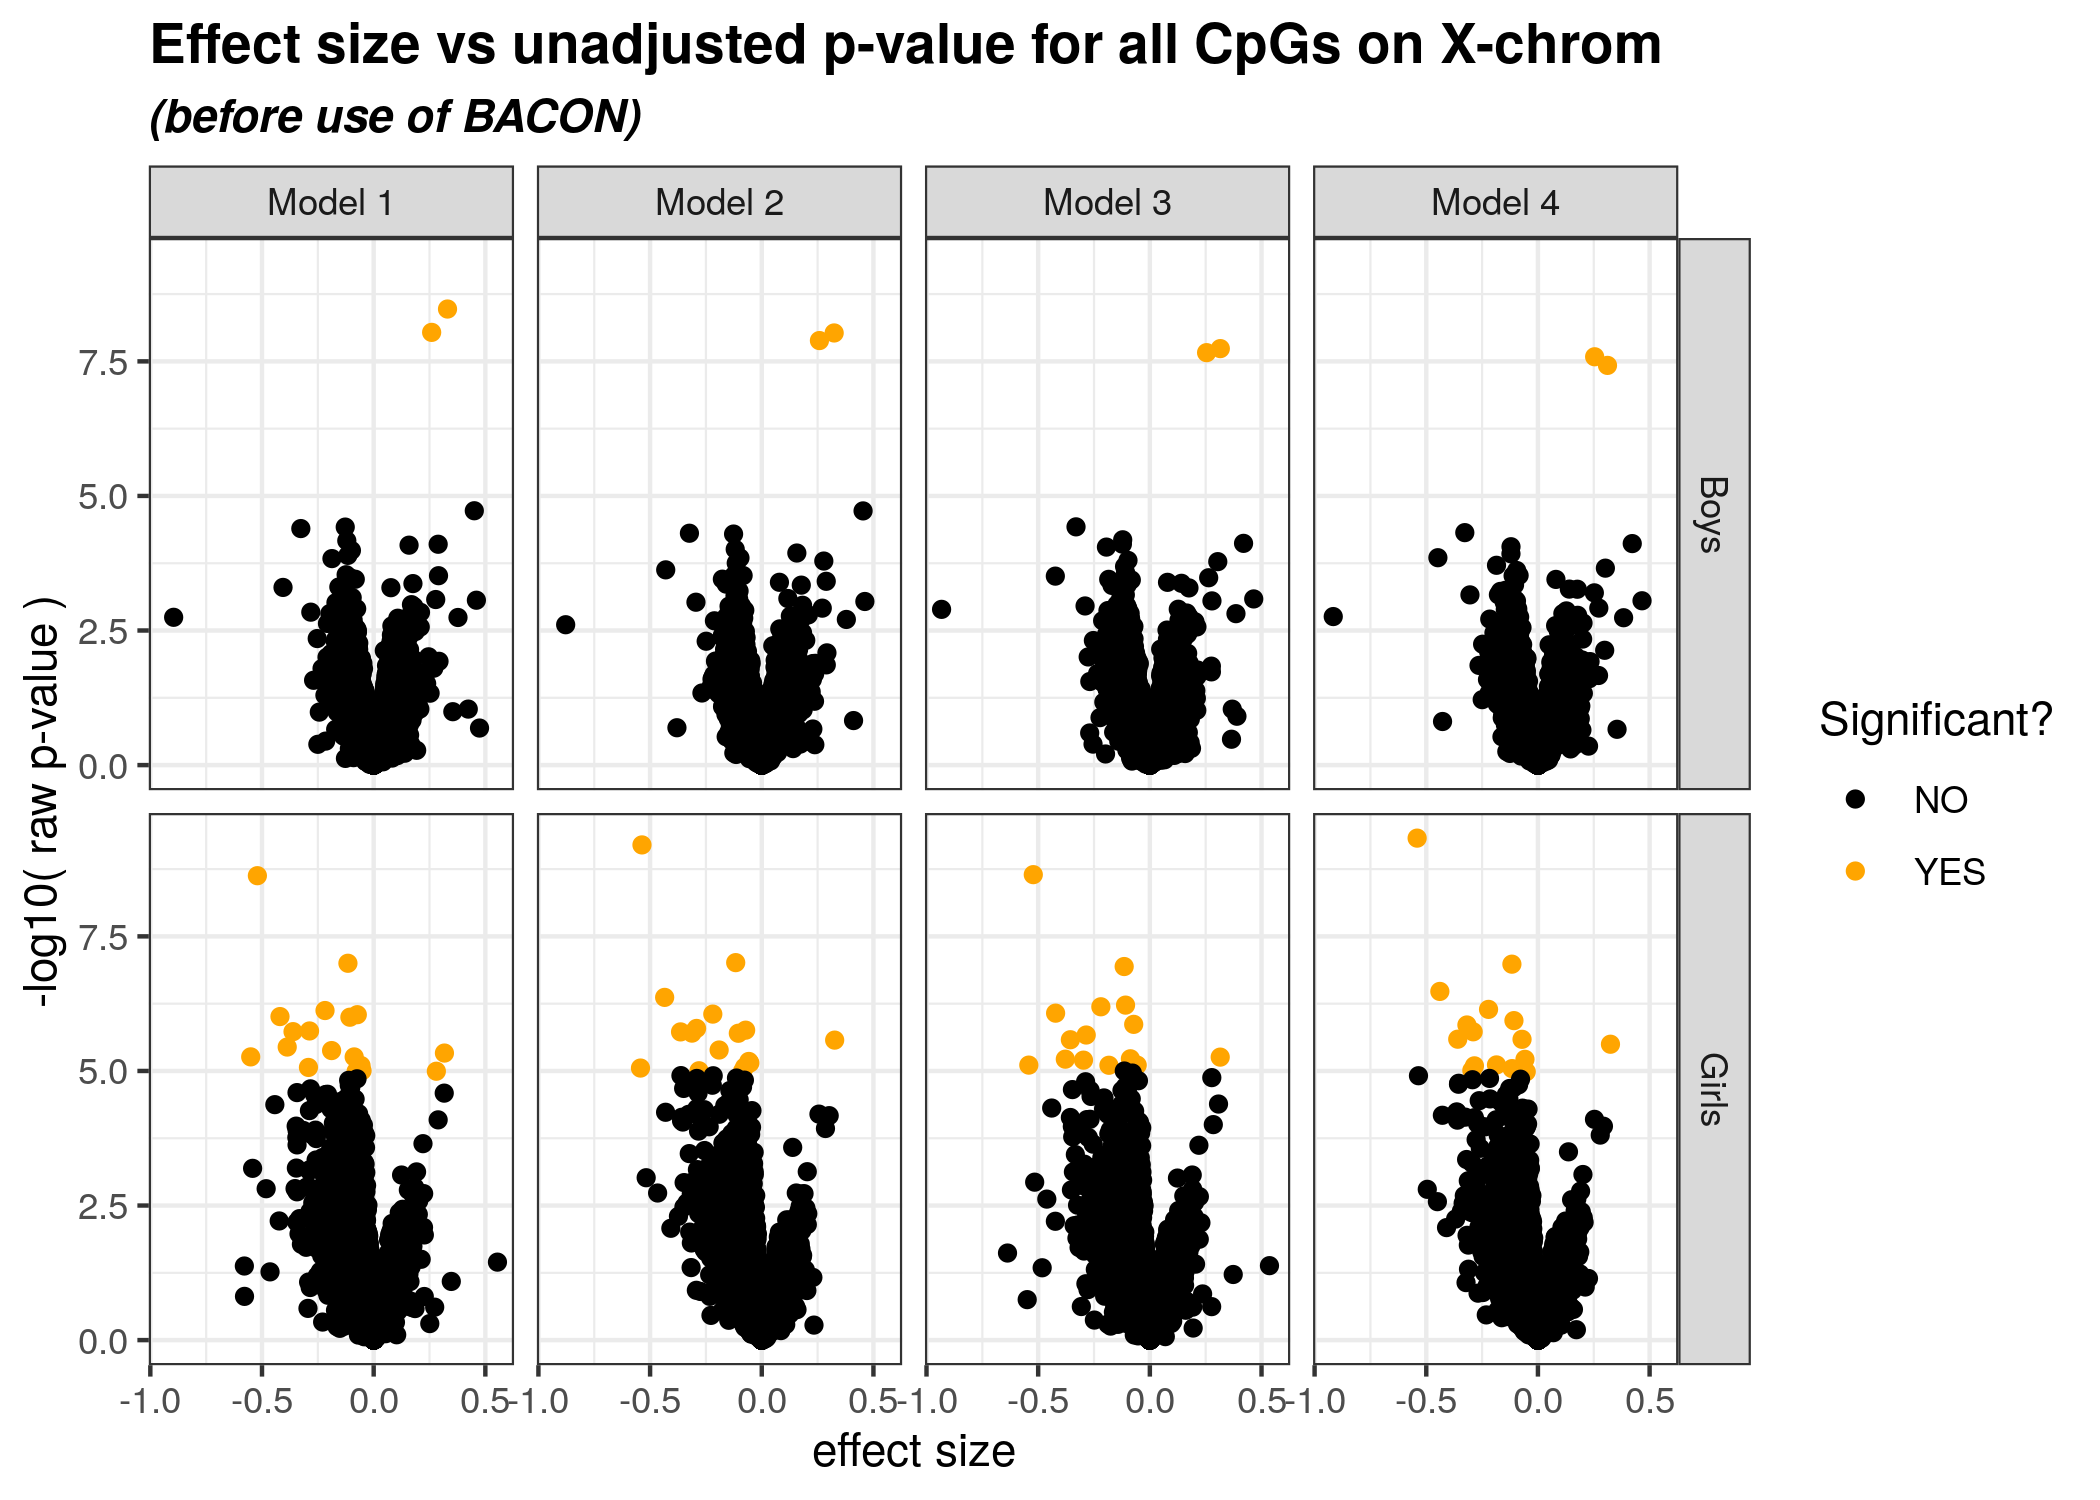 Effect size vs unadjusted p-value for all CpGs on X-chrom
(before use of BACON)
Model 1
Model 2
Model 3
Model 4
7.5
5.0
2.5
0.0
Boys
7.5
5.0
2.5
0.0
Girls
-log10( raw p-value )
-1.0 -0.5 0.0 0.5
-1.0 -0.5 0.0 0.5
-1.0 -0.5 0.0 0.5
-1.0 -0.5 0.0 0.5
effect size
Significant?
NO
YES